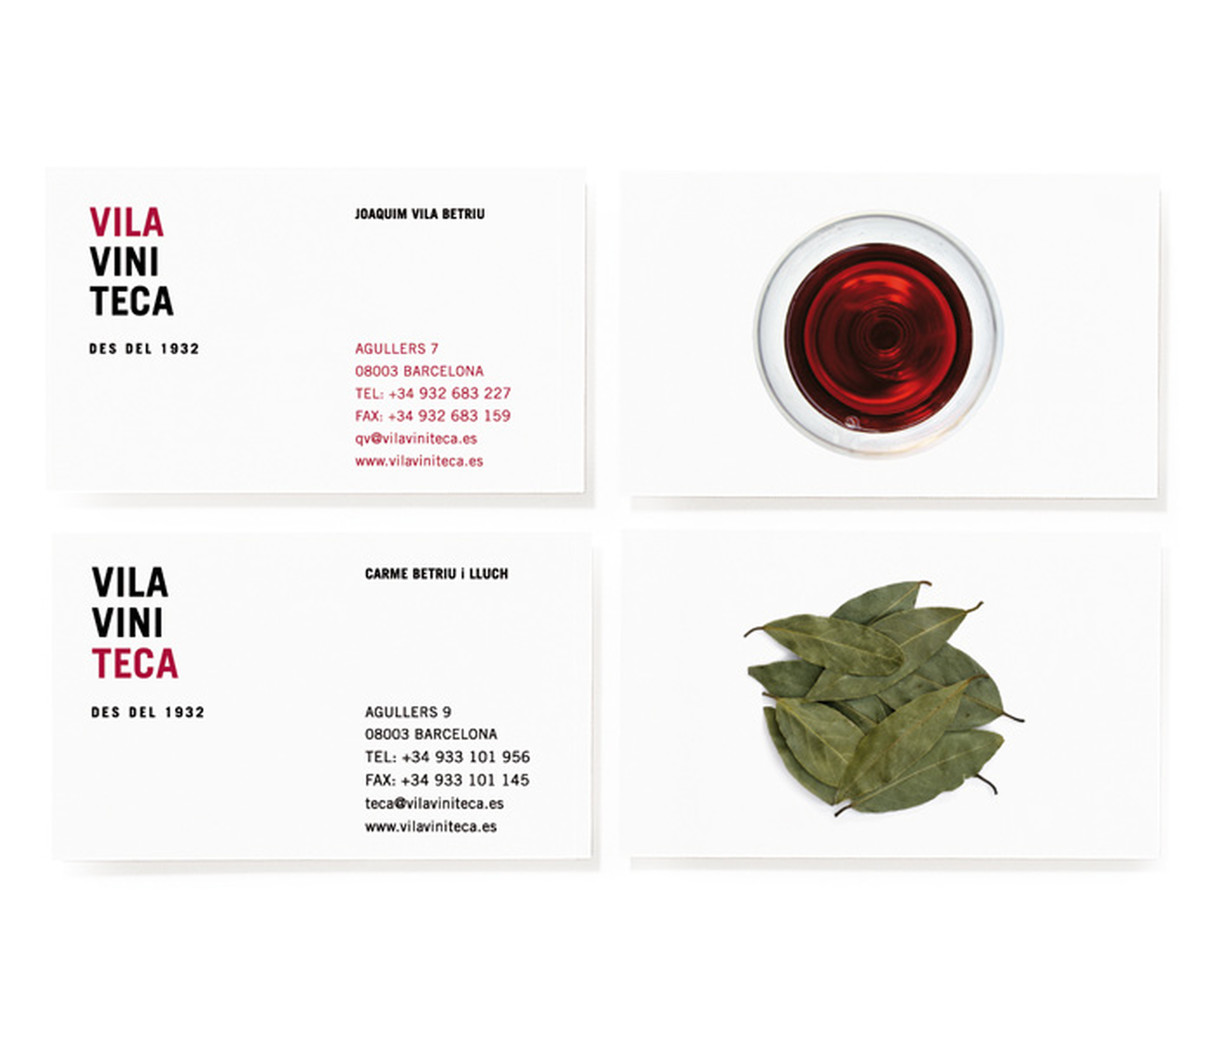 VILA
VINI
TECA
DES DEL 1932
JOAQUIM VILA BETRIU
AGULLERS 7
08003 BARCELONA
TEL: +34 932 683 227
FAX: +34 932 683 159
qv@vilaviniteca.es
www.vilaviniteca.es
VILA
VINI
TECA
DES DEL 1932
CARME BETRIU i LLUCH
AGULLERS 9
08003 BARCELONA
TEL: +34 933 101 956
FAX: +34 933 101 145
teca@vilaviniteca.es
www.vilaviniteca.es